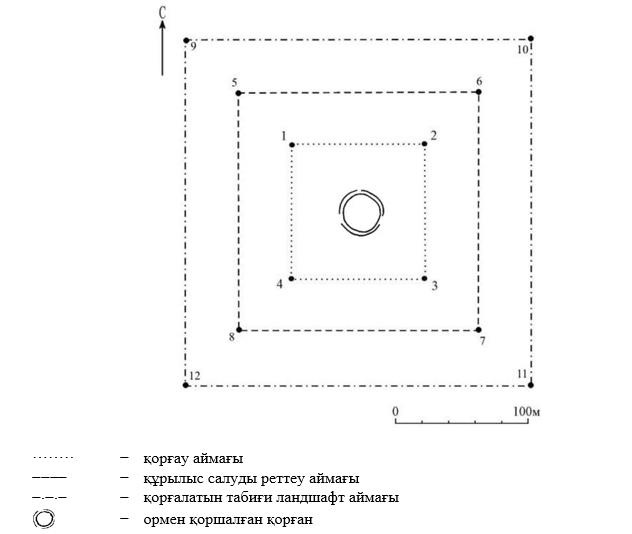 С
9
10
5
6
1
2
4
3
8
7
12
11
0
100м
– қорғау аймағы
– құрылыс салуды реттеу аймағы
– қорғалатын табиғи ландшафт аймағы
– ормен қоршалған қорған